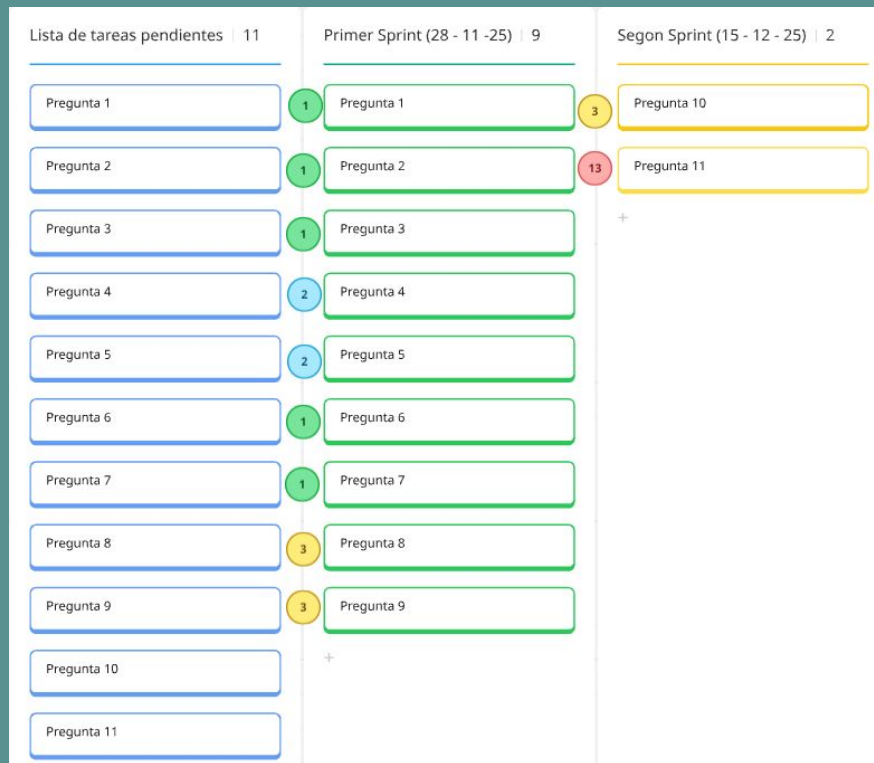 Lista de tareas pendientes | 11
Pregunta 1
Pregunta 2
Pregunta 3
Pregunta 4
Pregunta 5
Pregunta 6
Pregunta 7
Pregunta 8
Pregunta 9
Pregunta 10
Pregunta 11
Primer Sprint (28 - 11 -25) | 9
1 Pregunta 1
1 Pregunta 2
1 Pregunta 3
2 Pregunta 4
2 Pregunta 5
1 Pregunta 6
1 Pregunta 7
3 Pregunta 8
3 Pregunta 9
+
Segon Sprint (15 - 12 - 25) | 2
3 Pregunta 10
13 Pregunta 11
+